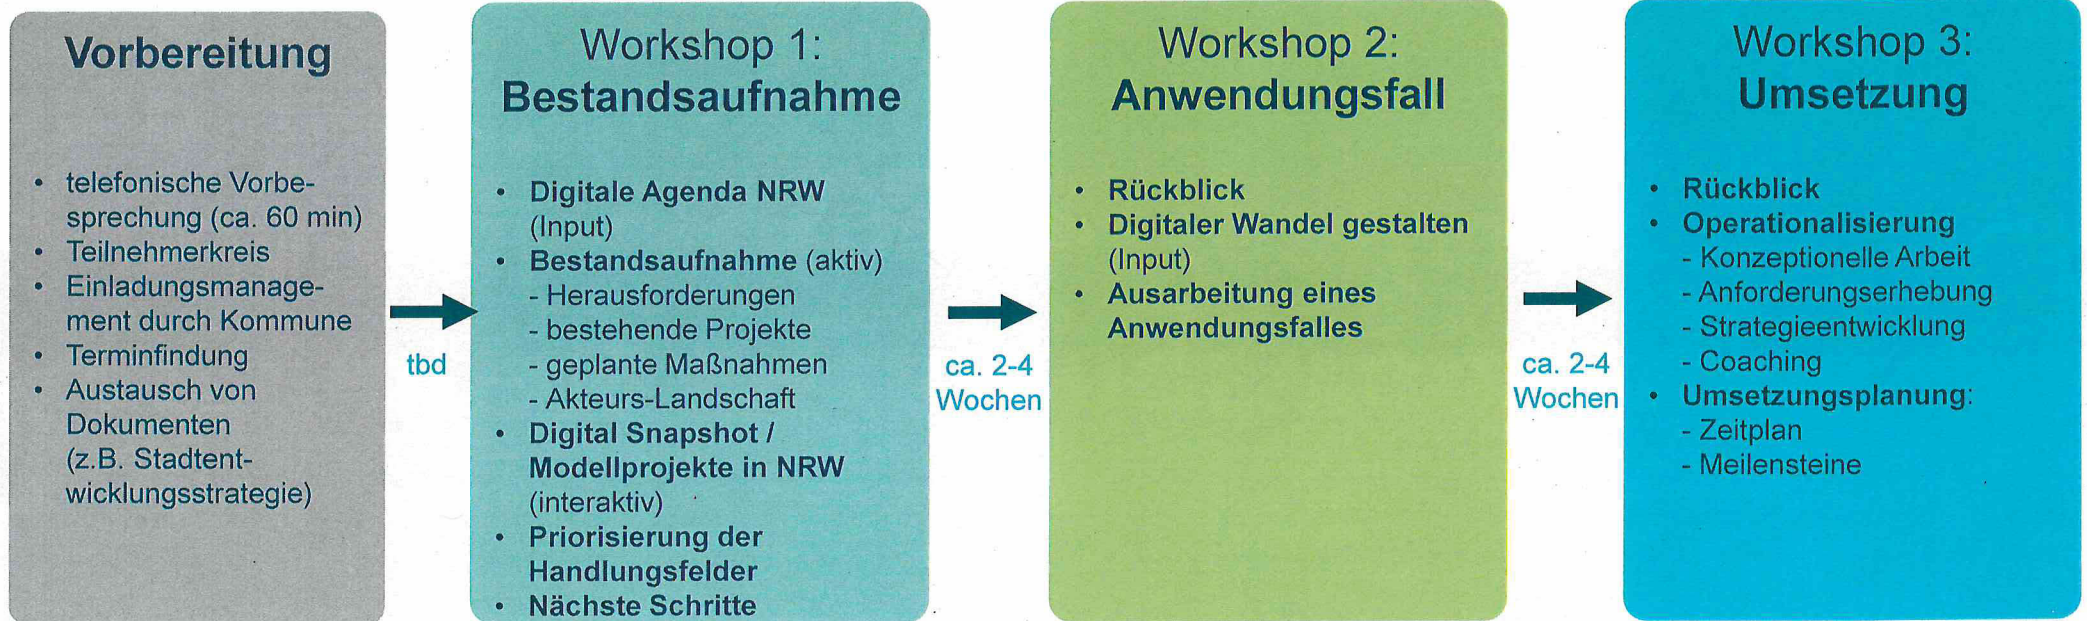 Vorbereitung
• telefonische Vorbe-
sprechung (ca. 60 min)
• Teilnehmerkreis
• Einladungsmanage-
ment durch Kommune
• Terminfindung
• Austausch von
Dokumenten
(z.B. Stadtent-
wicklungsstrategie)
tbd
Workshop 1:
Bestandsaufnahme
• Digitale Agenda NRW
(Input)
• Bestandsaufnahme (aktiv)
- Herausforderungen
- bestehende Projekte
- geplante Maßnahmen
- Akteurs-Landschaft
• Digital Snapshot /
Modellprojekte in NRW
(interaktiv)
• Priorisierung der
Handlungsfelder
• Nächste Schritte
ca. 2-4
Wochen
Workshop 2:
Anwendungsfall
• Rückblick
• Digitaler Wandel gestalten
(Input)
• Ausarbeitung eines
Anwendungsfalles
ca. 2-4
Wochen
Workshop 3:
Umsetzung
• Rückblick
• Operationalisierung
- Konzeptionelle Arbeit
- Anforderungserhebung
- Strategieentwicklung
- Coaching
• Umsetzungsplanung:
- Zeitplan
- Meilensteine